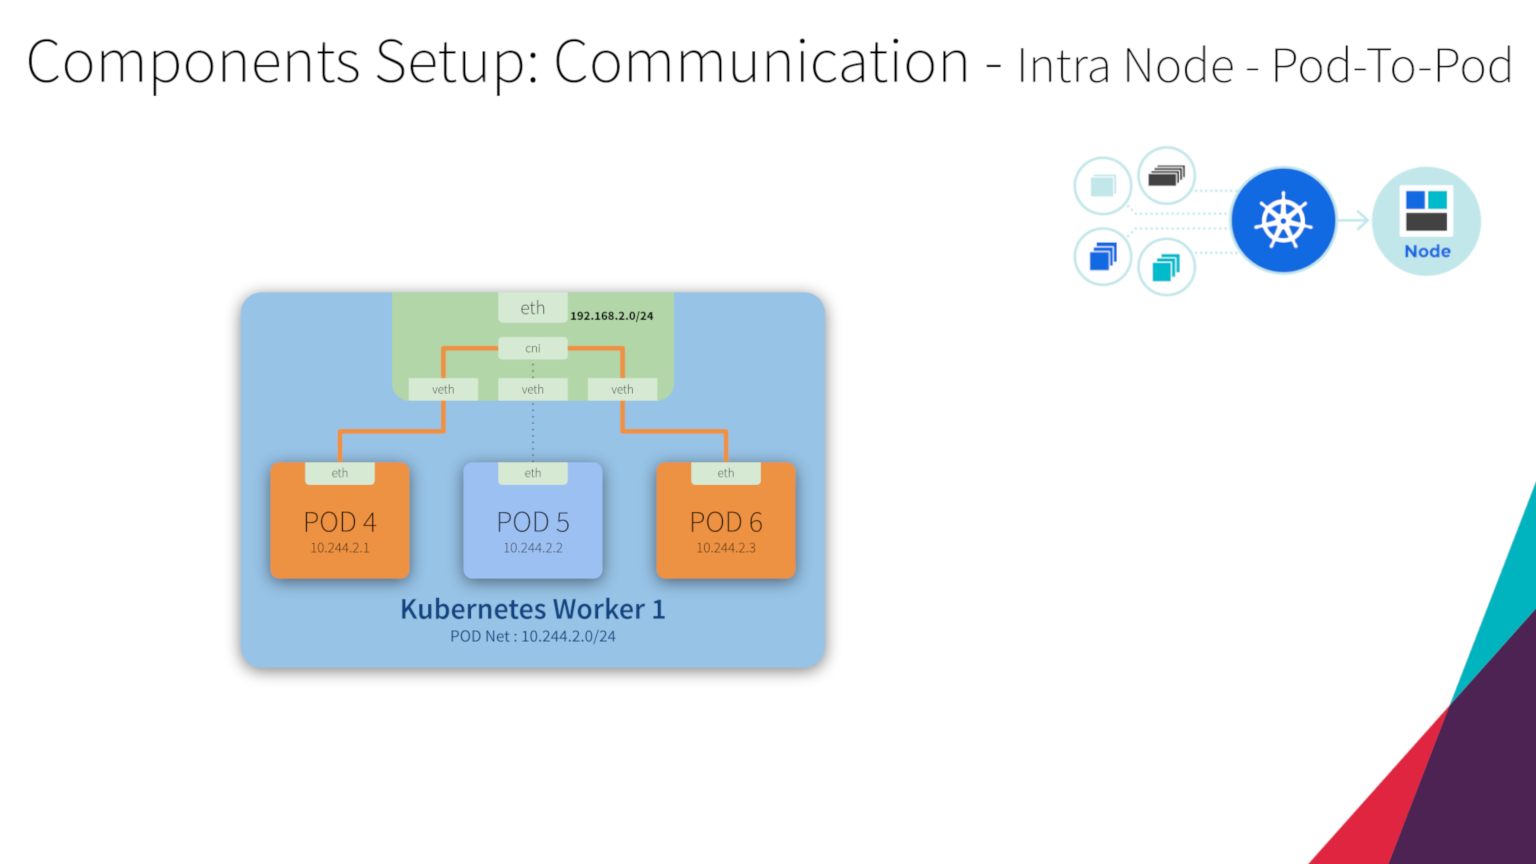 Components Setup: Communication - Intra Node - Pod-To-Pod
Node
eth
192.168.2.0/24
cni
veth veth veth
eth eth eth
POD 4 POD 5 POD 6
10.244.2.1 10.244.2.2 10.244.2.3
Kubernetes Worker 1
POD Net : 10.244.2.0/24